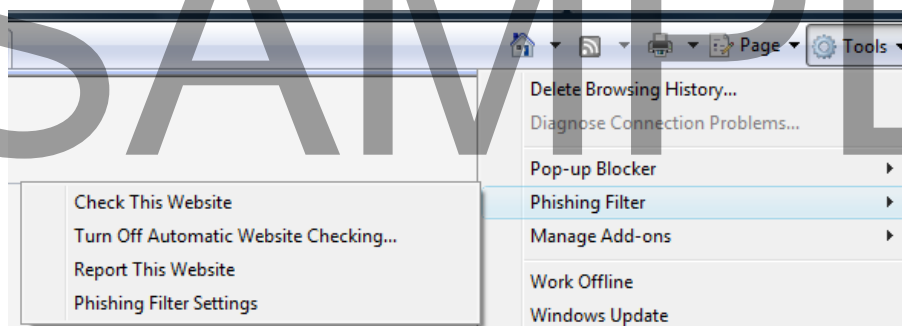 SAMPL
Page
Tools
Delete Browsing History...
Diagnose Connection Problems...
Pop-up Blocker
Phishing Filter
Manage Add-ons
Work Offline
Windows Update
Check This Website
Turn Off Automatic Website Checking...
Report This Website
Phishing Filter Settings